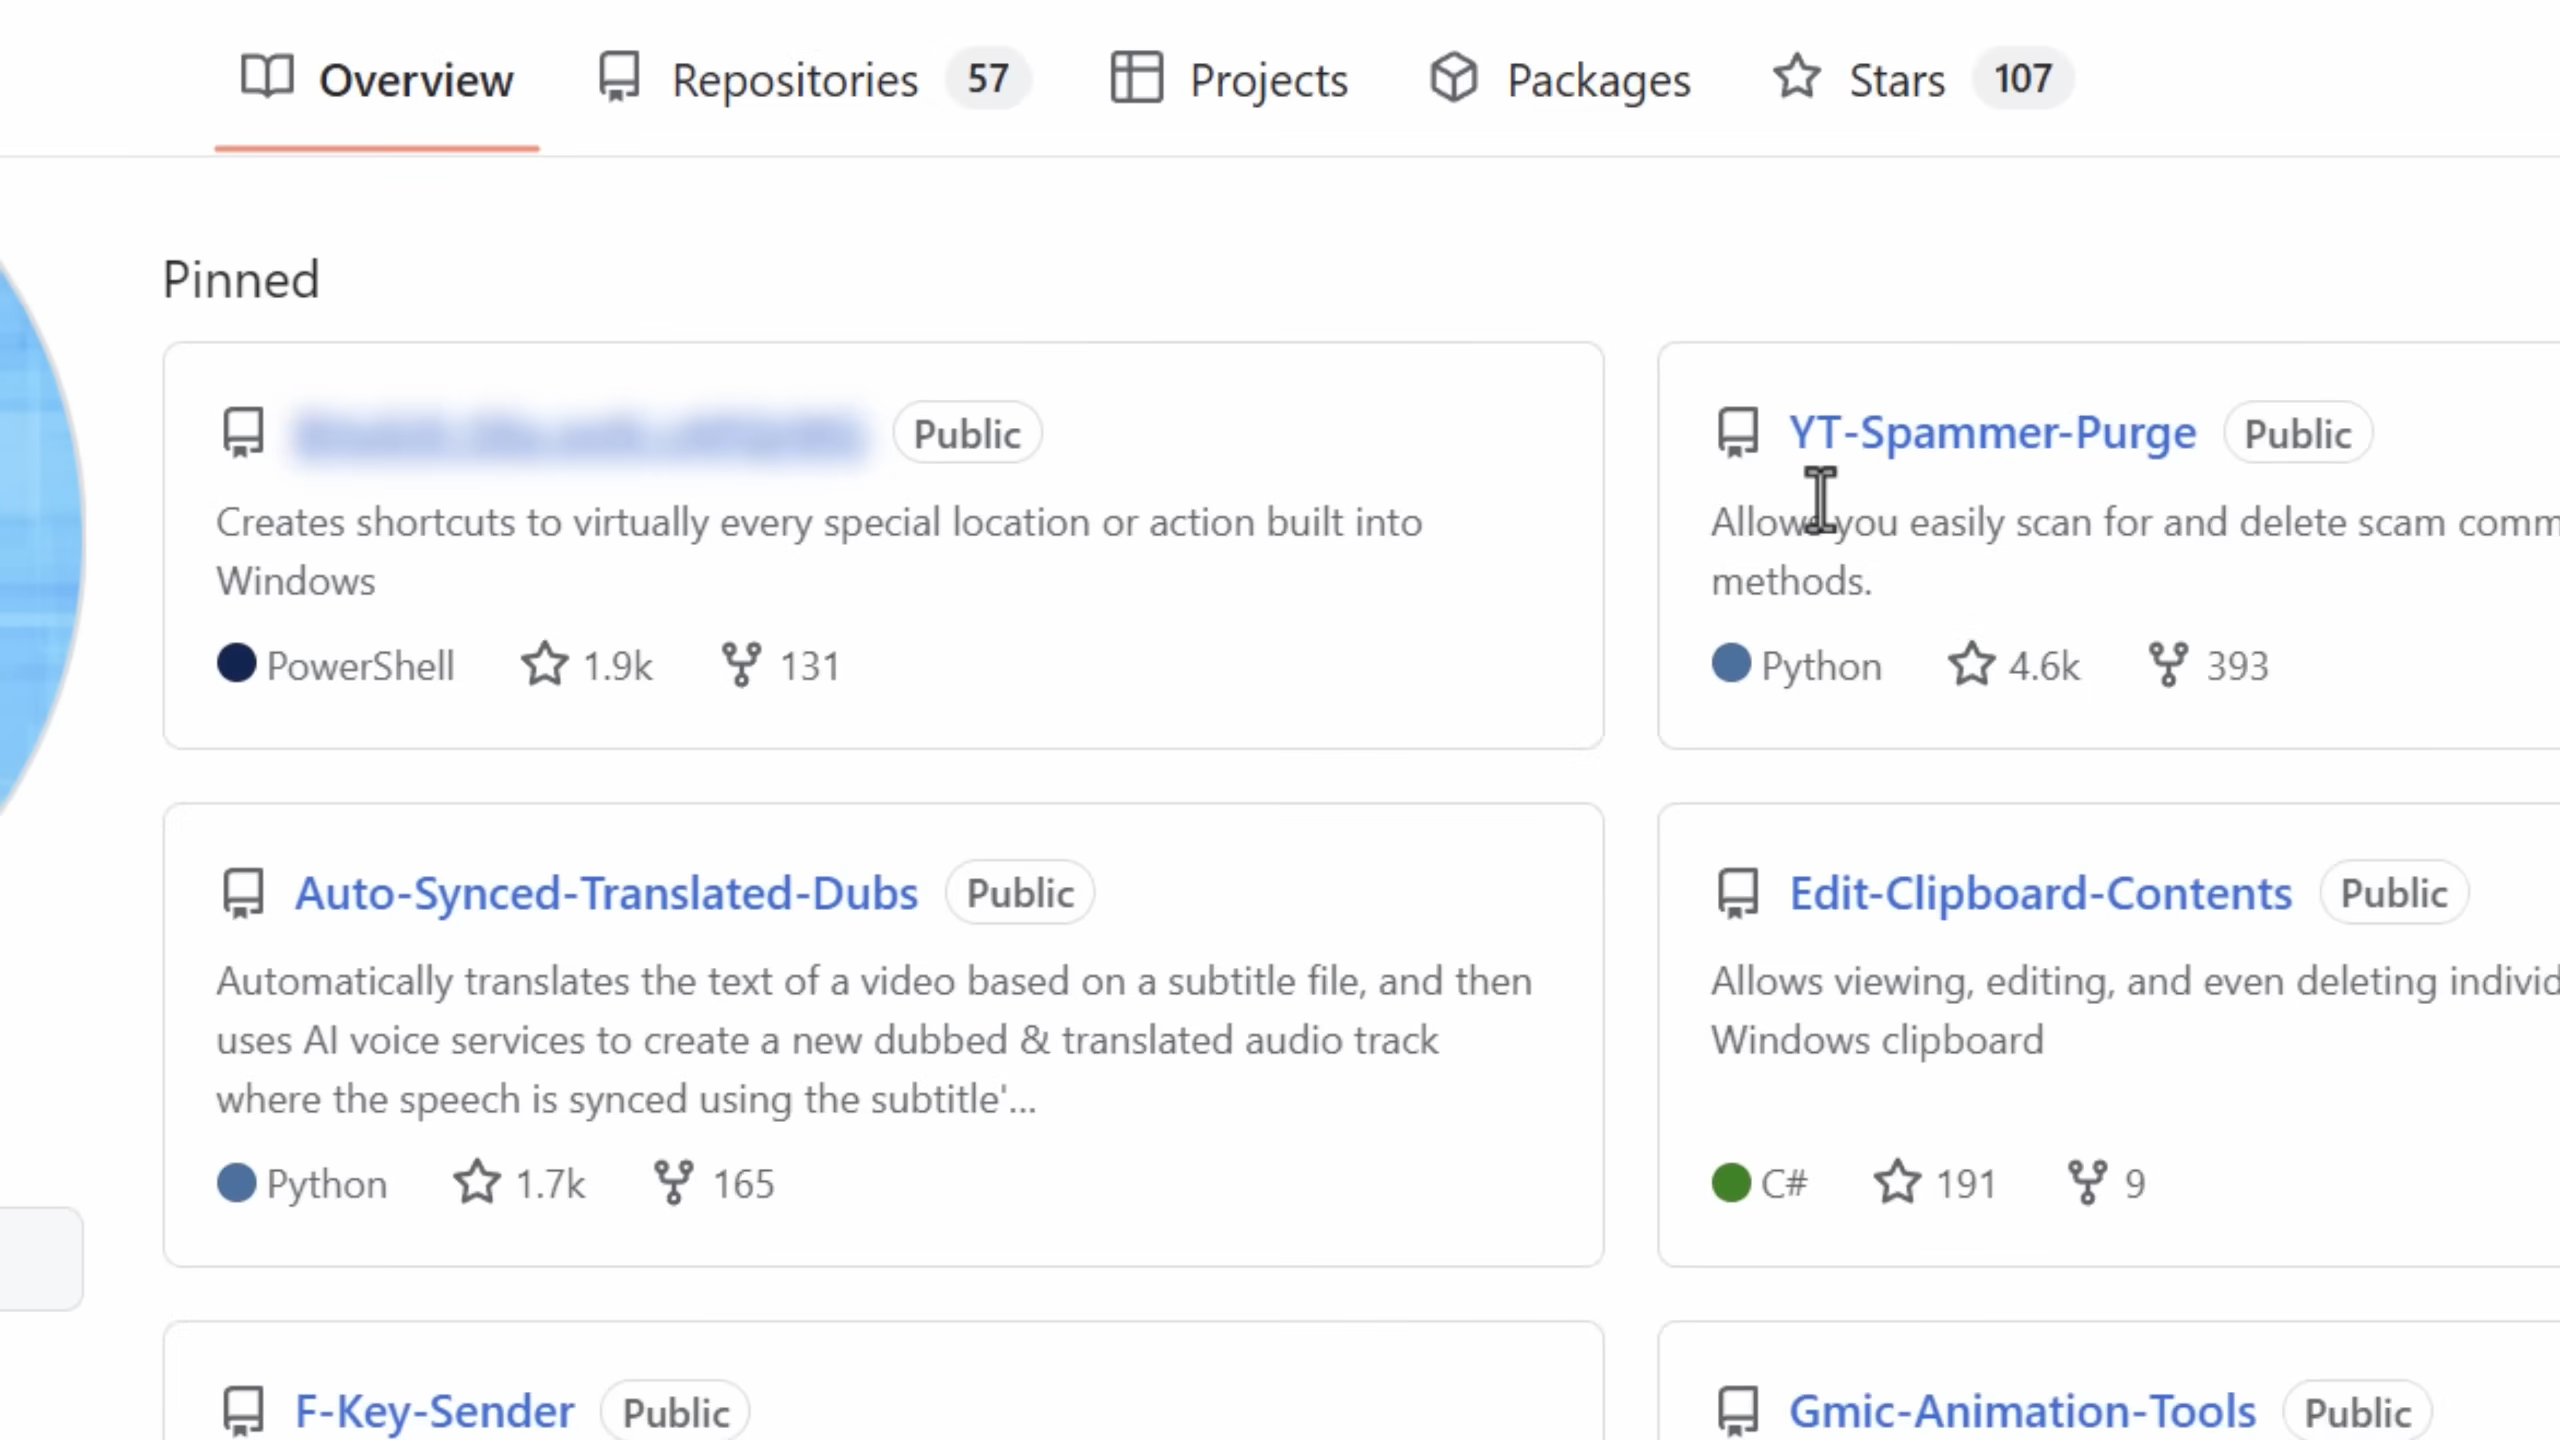 Overview Repositories 57 Projects Packages Stars 107
Pinned
Public
Creates shortcuts to virtually every special location or action built into
Windows
PowerShell 1.9k 131
YT-Spammer-Purge Public
Allows you easily scan for and delete scam
methods.
Python 4.6k 393
Auto-Synced-Translated-Dubs Public
Automatically translates the text of a video based on a subtitle file, and then
uses AI voice services to create a new dubbed & translated audio track
where the speech is synced using the subtitle'...
Python 1.7k 165
Edit-Clipboard-Contents Public
Allows viewing, editing, and even deleting
Windows clipboard
C# 191 9
F-Key-Sender Public
Gmic-Animation-Tools Public